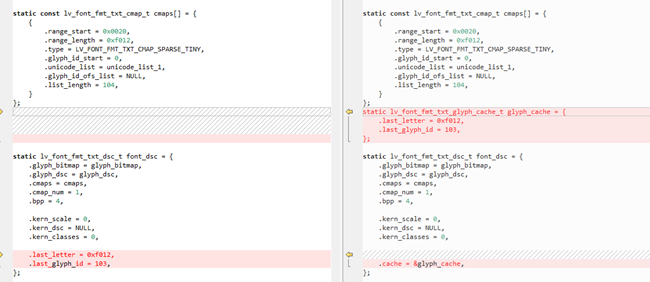 static const lv_font_fmt_txt_cmap_t cmaps[] = {
    {
        .range_start = 0x0020,
        .range_length = 0xf012,
        .type = LV_FONT_FMT_TXT_CMAP_SPARSE_TINY,
        .glyph_id_start = 0,
        .unicode_list = unicode_list_1,
        .glyph_id_ofs_list = NULL,
        .list_length = 104,
    }
};
static lv_font_fmt_txt_dsc_t font_dsc = {
    .glyph_bitmap = glyph_bitmap,
    .glyph_dsc = glyph_dsc,
    .cmaps = cmaps,
    .cmap_num = 1,
    .bpp = 4,
    .kern_scale = 0,
    .kern_dsc = NULL,
    .kern_classes = 0,
    .last_letter = 0xf012,
    .last_glyph_id = 103,
};
static const lv_font_fmt_txt_cmap_t cmaps[] = {
    {
        .range_start = 0x0020,
        .range_length = 0xf012,
        .type = LV_FONT_FMT_TXT_CMAP_SPARSE_TINY,
        .glyph_id_start = 0,
        .unicode_list = unicode_list_1,
        .glyph_id_ofs_list = NULL,
        .list_length = 104,
    }
};
static lv_font_fmt_txt_glyph_cache_t glyph_cache = {
    .last_letter = 0xf012,
    .last_glyph_id = 103,
};
static lv_font_fmt_txt_dsc_t font_dsc = {
    .glyph_bitmap = glyph_bitmap,
    .glyph_dsc = glyph_dsc,
    .cmaps = cmaps,
    .cmap_num = 1,
    .bpp = 4,
    .kern_scale = 0,
    .kern_dsc = NULL,
    .kern_classes = 0,
    .cache = &glyph_cache,
};